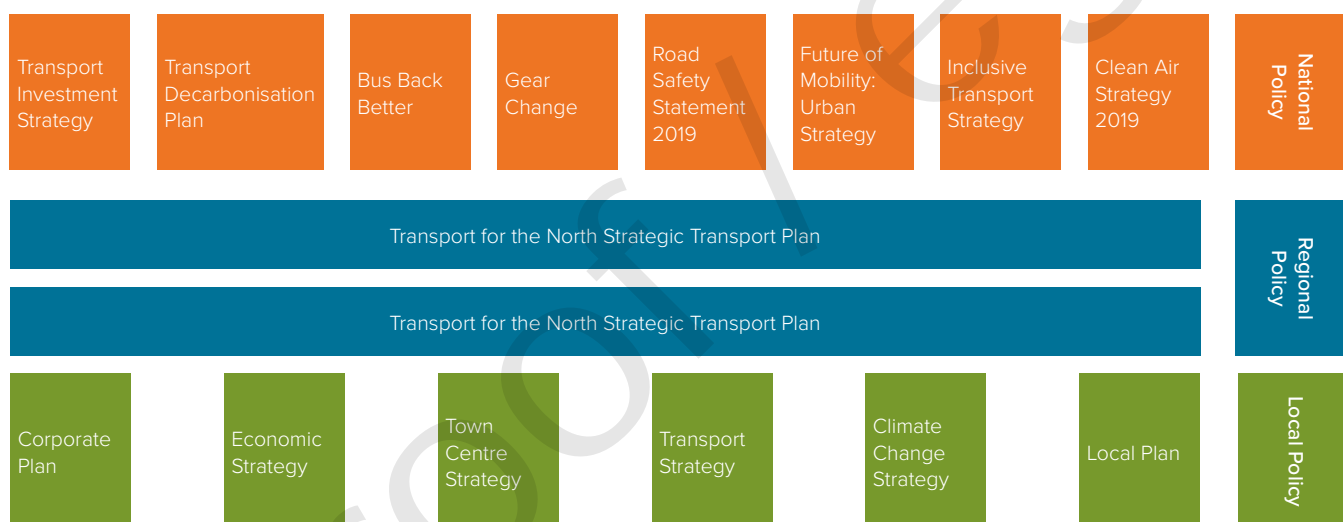 Transport
Investment
Strategy
Transport
Decarbonisation
Plan
Bus Back
Better
Gear
Change
Road
Safety
Statement
2019
Future of
Mobility:
Urban
Strategy
Inclusive
Transport
Strategy
Clean Air
Strategy
2019
National
Policy
Transport for the North Strategic Transport Plan
Transport for the North Strategic Transport Plan
Regional
Policy
Corporate
Plan
Economic
Strategy
Town
Centre
Strategy
Transport
Strategy
Climate
Change
Strategy
Local Plan
Local Policy